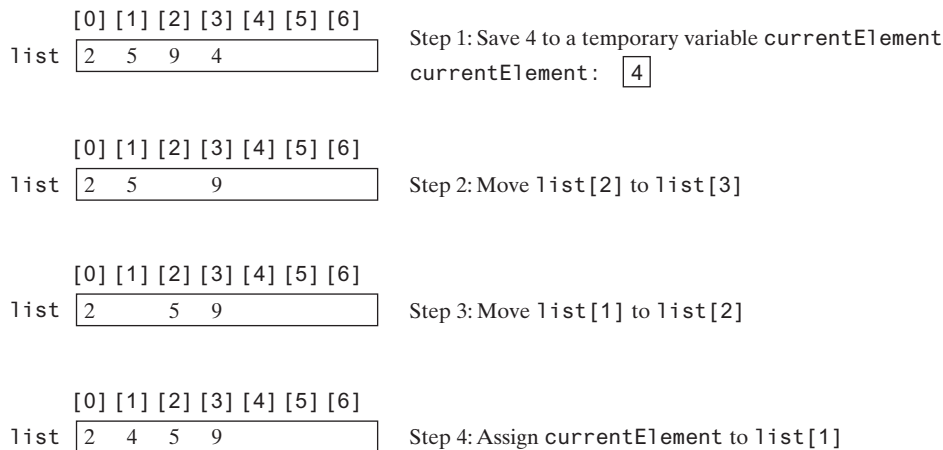 [0] [1] [2] [3] [4] [5] [6]
list 2 5 9 4
Step 1: Save 4 to a temporary variable currentElement
currentElement: 4
[0] [1] [2] [3] [4] [5] [6]
list 2 5 9
Step 2: Move list[2] to list[3]
[0] [1] [2] [3] [4] [5] [6]
list 2 5 9
Step 3: Move list[1] to list[2]
[0] [1] [2] [3] [4] [5] [6]
list 2 4 5 9
Step 4: Assign currentElement to list[1]